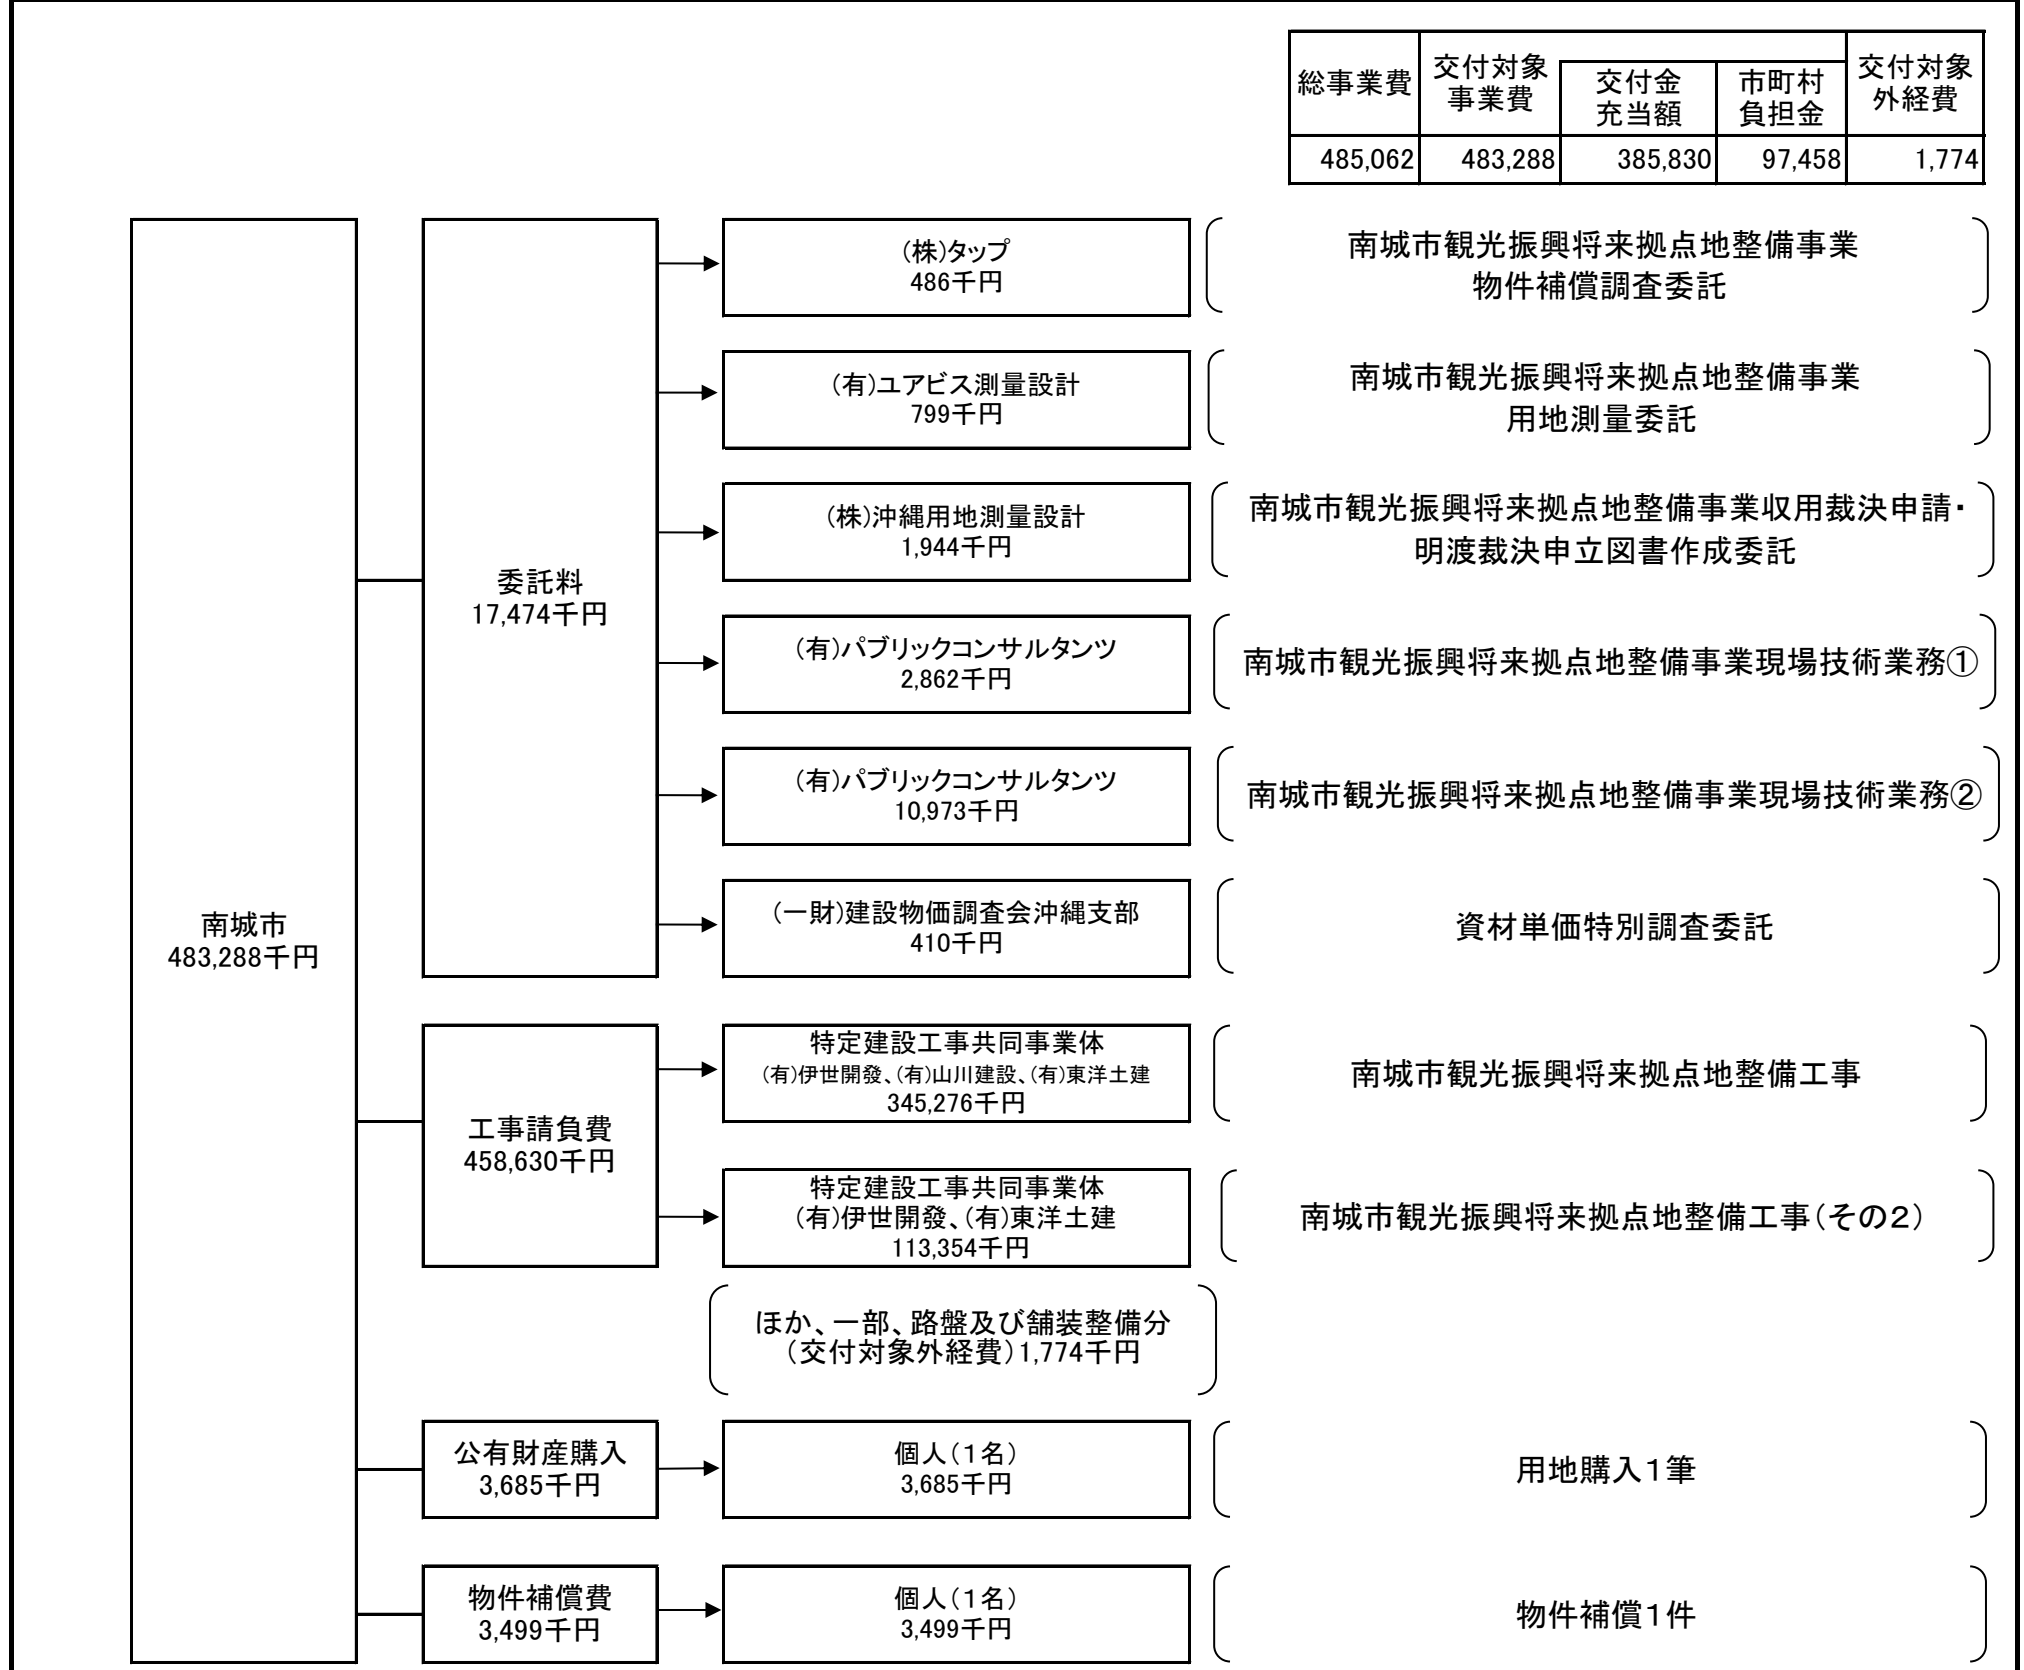 総事業費
交付対象
事業費
交付金
充当額
市町村
負担金
交付対象
外経費
485,062 483,288 385,830 97,458 1,774
南城市
483,288千円
委託料
17,474千円
(株)タップ
486千円
南城市観光振興将来拠点地整備事業
物件補償調査委託
(有)ユアビス測量設計
799千円
南城市観光振興将来拠点地整備事業
用地測量委託
(株)沖縄用地測量設計
1,944千円
南城市観光振興将来拠点地整備事業収用裁決申請・
明渡裁決申立図書作成委託
(有)パブリックコンサルタンツ
2,862千円
南城市観光振興将来拠点地整備事業現場技術業務①
(有)パブリックコンサルタンツ
10,973千円
南城市観光振興将来拠点地整備事業現場技術業務②
(一財)建設物価調査会沖縄支部
410千円
資材単価特別調査委託
工事請負費
458,630千円
特定建設工事共同事業体
(有)伊世開發、(有)山川建設、(有)東洋土建
345,276千円
南城市観光振興将来拠点地整備工事
特定建設工事共同事業体
(有)伊世開發、(有)東洋土建
113,354千円
南城市観光振興将来拠点地整備工事(その2)
ほか、一部、路盤及び舗装整備分
(交付対象外経費)1,774千円
公有財産購入
3,685千円
個人(1名)
3,685千円
用地購入1筆
物件補償費
3,499千円
個人(1名)
3,499千円
物件補償1件